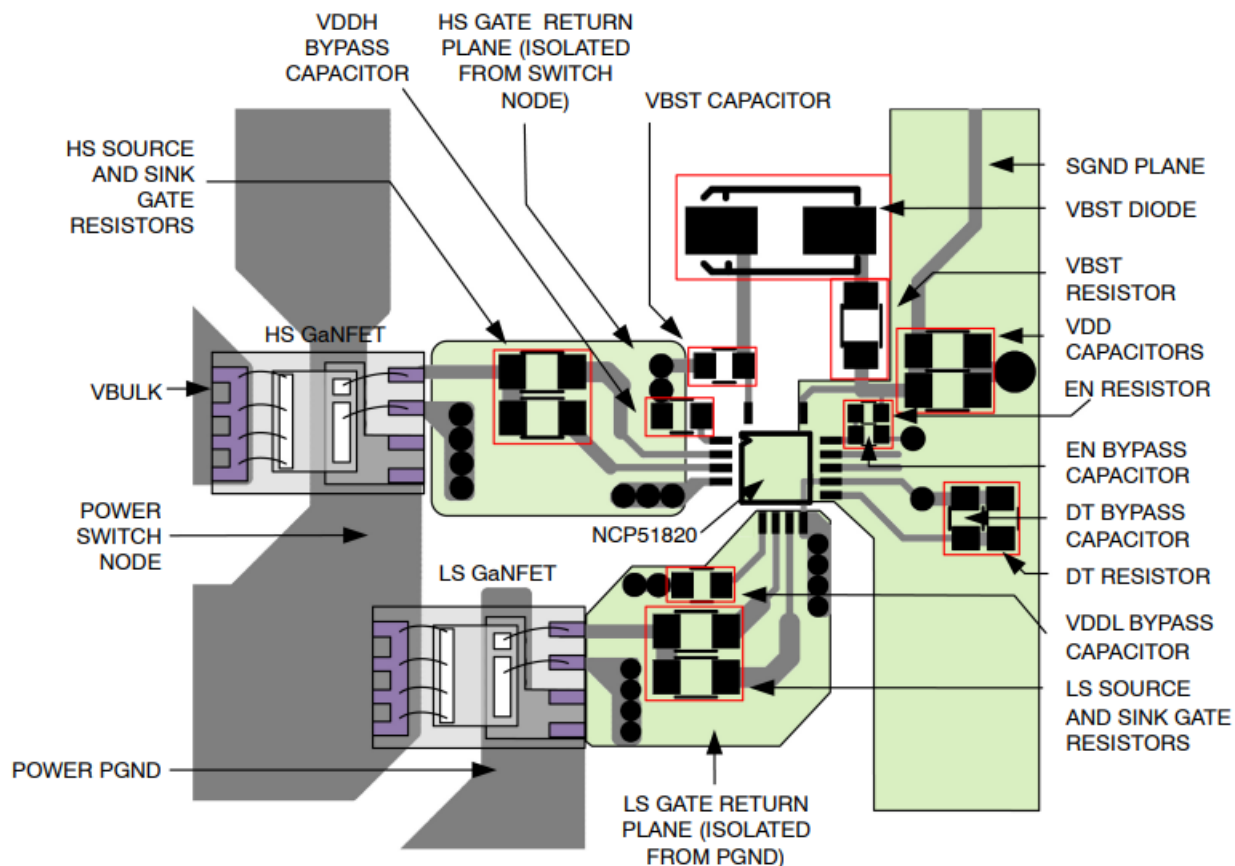 VDDH
BYPASS
CAPACITOR
HS GATE RETURN
PLANE (ISOLATED
FROM SWITCH
NODE)
VBST CAPACITOR
HS SOURCE
AND SINK
GATE
RESISTORS
SGND PLANE
VBST DIODE
VBST
RESISTOR
VDD
CAPACITORS
HS GaNFET
VBULK
EN RESISTOR
EN BYPASS
CAPACITOR
POWER
SWITCH
NODE
NCP51820
DT BYPASS
CAPACITOR
DT RESISTOR
LS GaNFET
VDDL BYPASS
CAPACITOR
LS SOURCE
AND SINK GATE
RESISTORS
POWER PGND
LS GATE RETURN
PLANE (ISOLATED
FROM PGND)